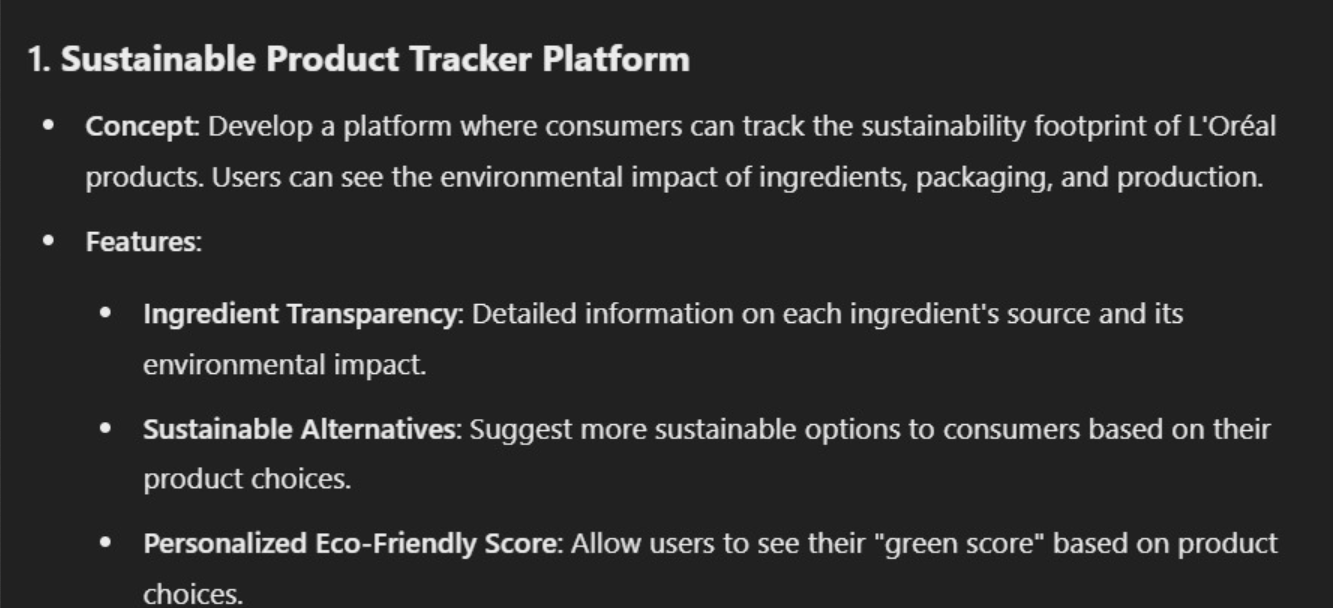 1. Sustainable Product Tracker Platform
• Concept: Develop a platform where consumers can track the sustainability footprint of L'Oréal
products. Users can see the environmental impact of ingredients, packaging, and production.
• Features:
• Ingredient Transparency: Detailed information on each ingredient's source and its
environmental impact.
• Sustainable Alternatives: Suggest more sustainable options to consumers based on their
product choices.
• Personalized Eco-Friendly Score: Allow users to see their "green score" based on product
choices.